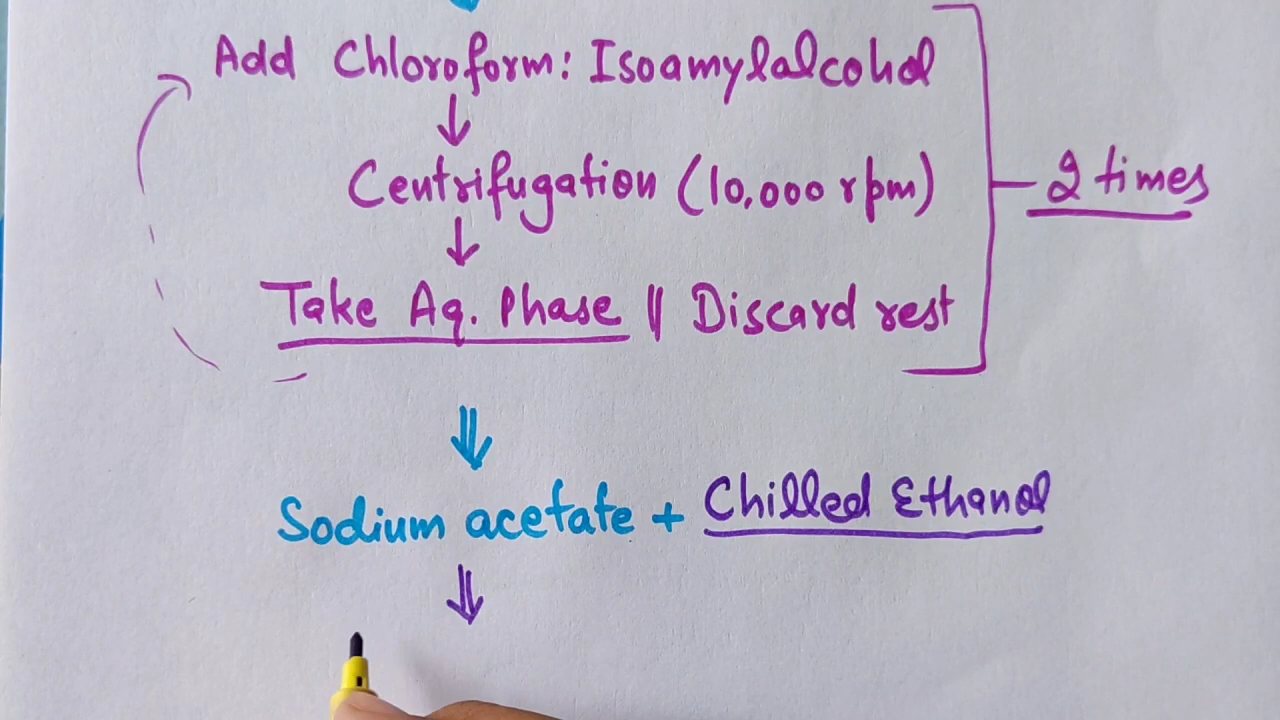 Add Chloroform: Isoamylalcohol
Centrifugation (10,000 rpm)
2 times
Take Aq. Phase || Discard rest
Sodium acetate + Chilled Ethanol